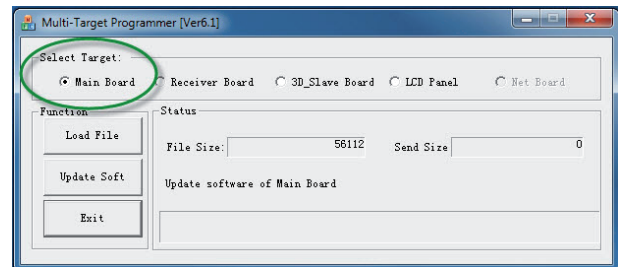 Multi-Target Programmer [Ver6.1]
Select Target:
Main Board Receiver Board 3D_Slave Board LCD Panel Net Board
Function
Status
Load File
File Size: 56112 Send Size 0
Update Soft
Update software of Main Board
Exit